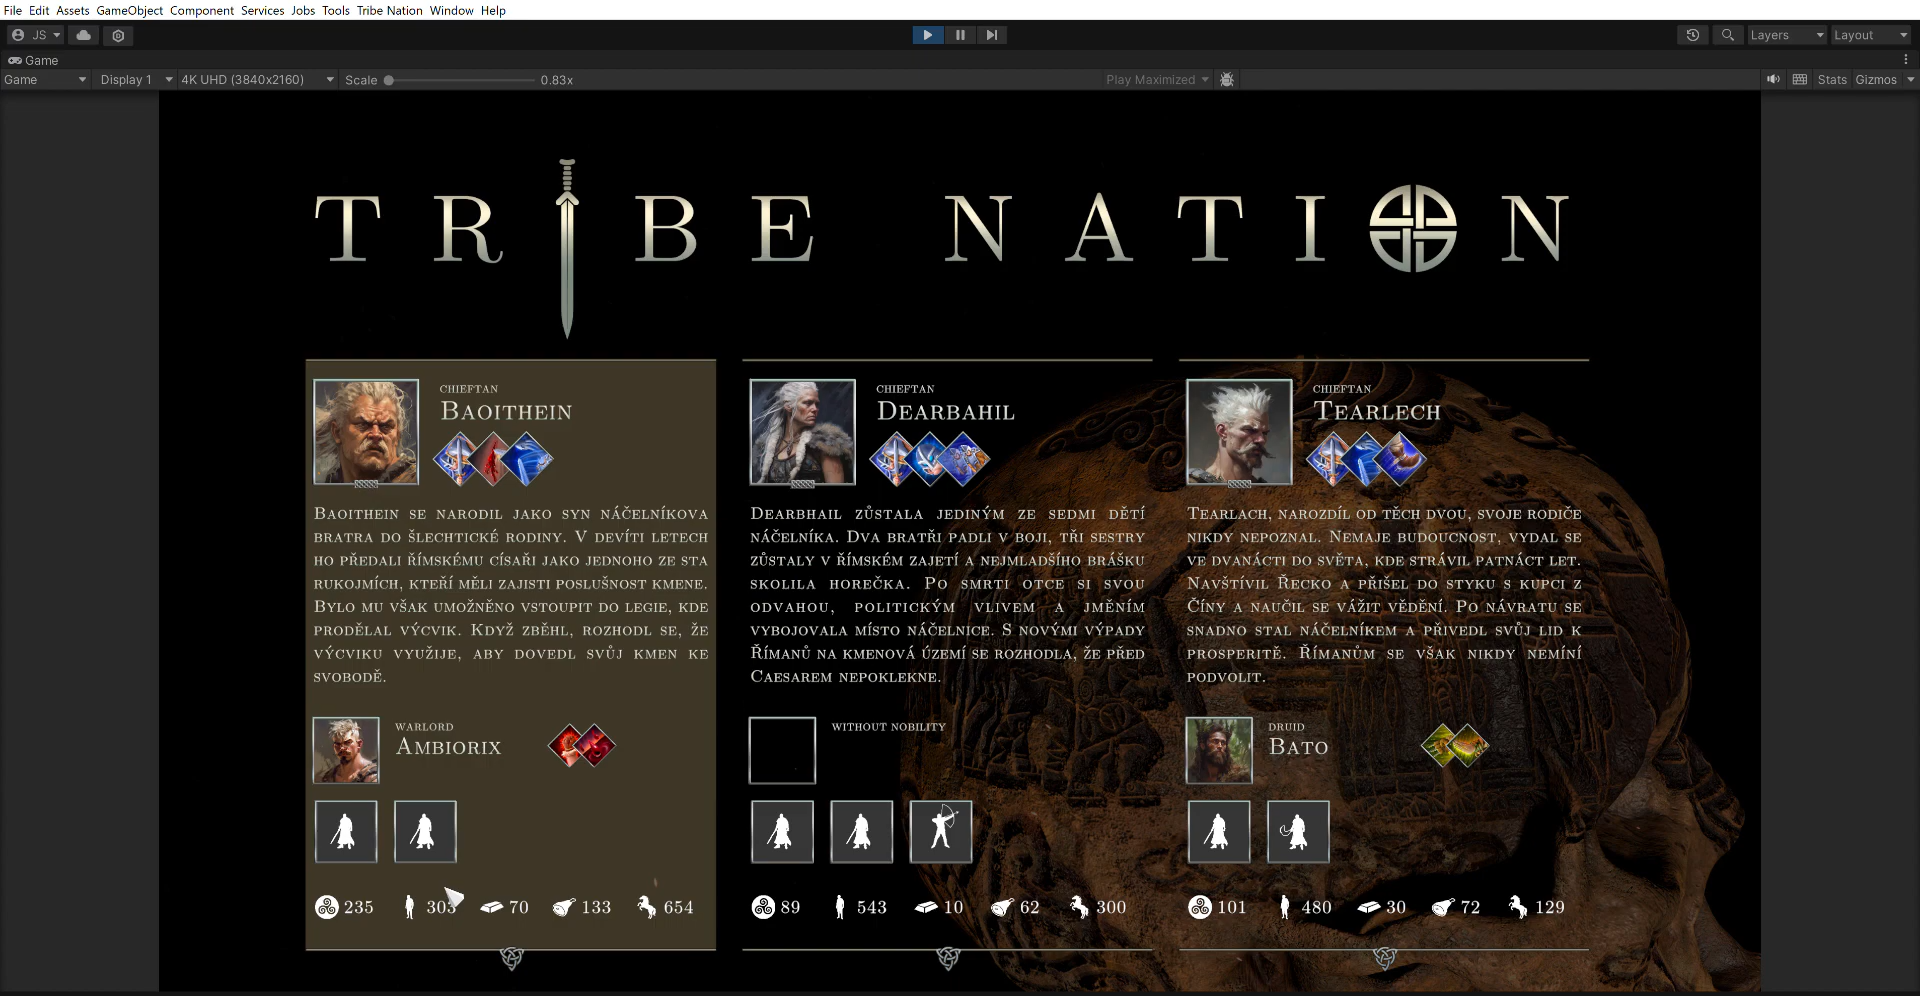 File Edit Assets GameObject Component Services Jobs Tools Tribe Nation Window Help
JS Layers Layout
Game
Game Display 1 4K UHD (3840x2160) Scale 0.83x Play Maximized Stats Gizmos
TRIBE NATION
CHIEFTAN
BAOITHEIN
BAOITHEIN SE NARODIL JAKO SYN NÁČELNÍKOVA
BRATRA DO ŠLECHTICKÉ RODINY. V DEVÍTI LETECH
HO PŘEDALI ŘÍMSKÉMU CÍSAŘI JAKO JEDNOHO ZE STA
RUKOJMÍCH, KTEŘÍ MĚLI ZAJISTI POSLUŠNOST KMENE.
BYLO MU VŠAK UMOŽNĚNO VSTOUPIT DO LEGIE, KDE
PRODĚLAL VÝCVIK. KDYŽ ZBĚHL, ROZHODL SE, ŽE
VÝCVIKU VYUŽIJE, ABY DOVEDL SVŮJ KMEN KE
SVOBODĚ.
WARLORD
AMBIORIX
235 303 70 133 654
CHIEFTAN
DEARBAHIL
DEARBHAIL ZŮSTALA JEDINÝM ZE SEDMI DĚTÍ
NÁČELNÍKA. DVA BRATŘI PADLI V BOJI, TŘI SESTRY
ZŮSTALY V ŘÍMSKÉM ZAJETÍ A NEJMLADŠÍHO BRÁŠKU
SKOLILA HOREČKA. PO SMRTI OTCE SI SVOU
ODVAHOU, POLITICKÝM VLIVEM A JMĚNÍM
VYBOJOVALA MÍSTO NÁČELNICE. S NOVÝMI VÝPADY
ŘÍMANŮ NA KMENOVÁ ÚZEMÍ SE ROZHODLA, ŽE PŘED
CAESAREM NEPOKLEKNE.
WITHOUT NOBILITY
89 543 10 62 300
CHIEFTAN
TEARLECH
TEARLACH, NAROZDÍL OD TĚCH DVOU, SVOJE RODIČE
NIKDY NEPOZNAL. NEMAJE BUDOUCNOST, VYDAL SE
VE DVANÁCTI DO SVĚTA, KDE STRÁVIL PATNÁCT LET.
NAVŠTÍVIL ŘECKO A PŘIŠEL DO STYKU S KUPCI Z
ČÍNY A NAUČIL SE VÁŽIT VĚDĚNÍ. PO NÁVRATU SE
SNADNO STAL NÁČELNÍKEM A PŘIVEDL SVŮJ LID K
PROSPERITĚ. ŘÍMANŮM SE VŠAK NIKDY NEMÍNÍ
PODVOLIT.
DRUID
BATO
101 480 30 72 129